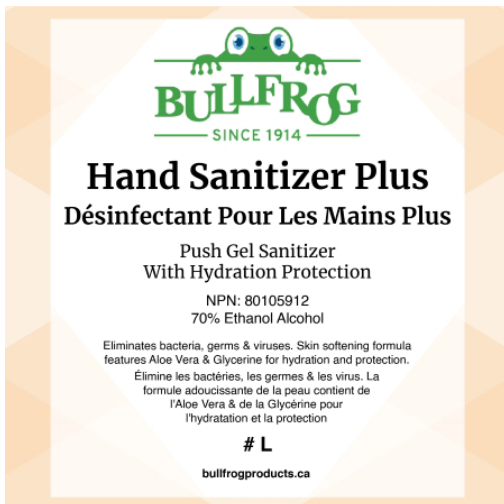 BULLFROG
SINCE 1914
Hand Sanitizer Plus
Désinfectant Pour Les Mains Plus
Push Gel Sanitizer
With Hydration Protection
NPN: 80105912
70% Ethanol Alcohol
Eliminates bacteria, germs & viruses. Skin softening formula
features Aloe Vera & Glycerine for hydration and protection.
Élimine les bactéries, les germes & les virus. La
formule adoucissante de la peau contient de
l'Aloe Vera & de la Glycérine pour
l'hydratation et la protection
# L
bullfrogproducts.ca